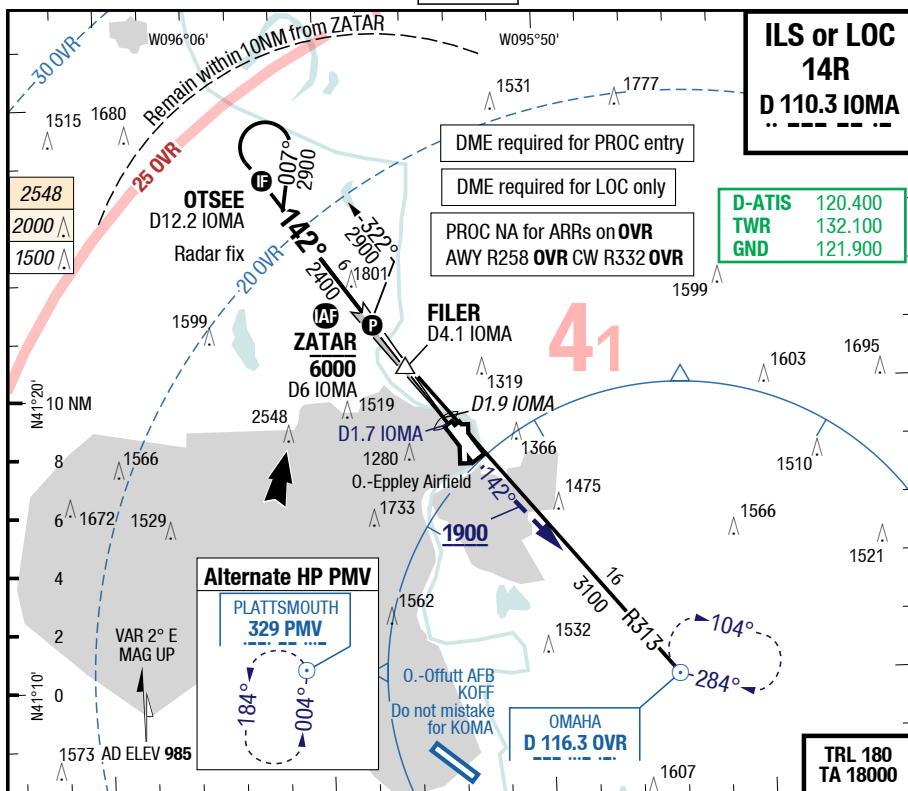 W096°06'
W095°50'
ILS or LOC
14R
D 110.3 IOMA
30 OVR
Remain within 10NM from ZATAR
1531
1777
1515
1680
25 OVR
DME required for PROC entry
DME required for LOC only
PROC NA for ARRs on OVR
AWY R258 OVR CW R332 OVR
D-ATIS 120.400
TWR 132.100
GND 121.900
2548
2000
1500
IF
007°
2900
OTSEE
D12.2 IOMA
Radar fix
142°
2400
322°
2900
6
1801
20 OVR
1599
1599
IAF
ZATAR
6000
D6 IOMA
P
FILER
D4.1 IOMA
41
1603
1695
1319
D1.9 IOMA
N41°20'
10 NM
1519
2548
D1.7 IOMA
1366
1280
1510
8
1566
O.-Eppley Airfield
142°
1475
1672
1529
1733
1566
1521
6
1900
4
Alternate HP PMV
PLATTSMOUTH
329 PMV
184°
004°
1562
16
3100
R313
1532
104°
284°
2
VAR 2° E
MAG UP
N41°10'
0
O.-Offutt AFB
KOFF
Do not mistake
for KOMA
OMAHA
D 116.3 OVR
1573
AD ELEV 985
1607
TRL 180
TA 18000